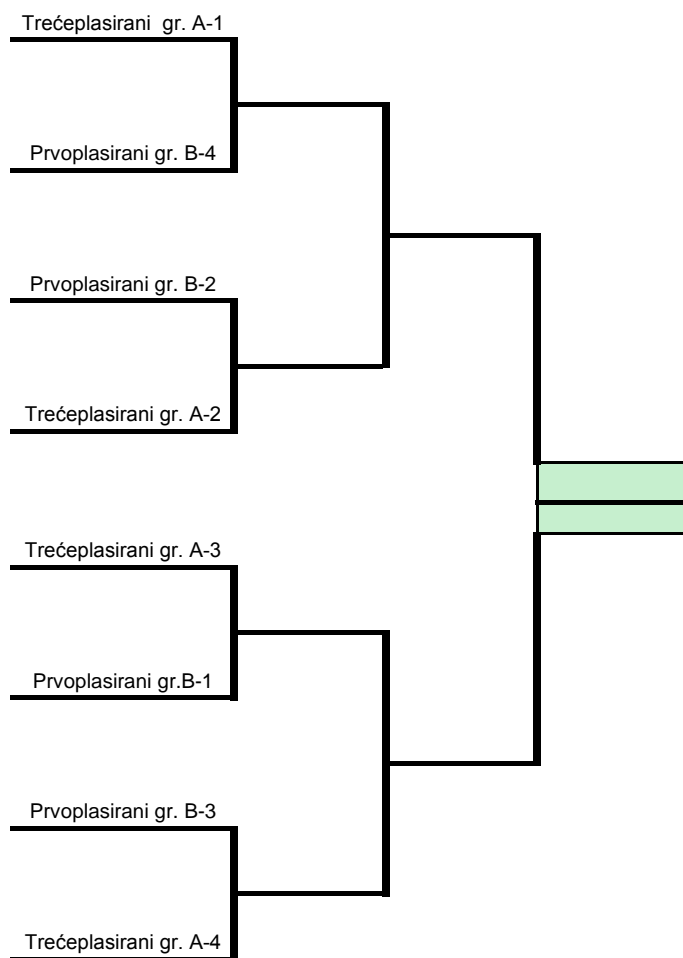 Trećeplasirani  gr. A-1
Prvoplasirani gr. B-4
Prvoplasirani gr. B-2
Trećeplasirani gr. A-2
Trećeplasirani gr. A-3
Prvoplasirani gr.B-1
Prvoplasirani gr. B-3
Trećeplasirani gr. A-4